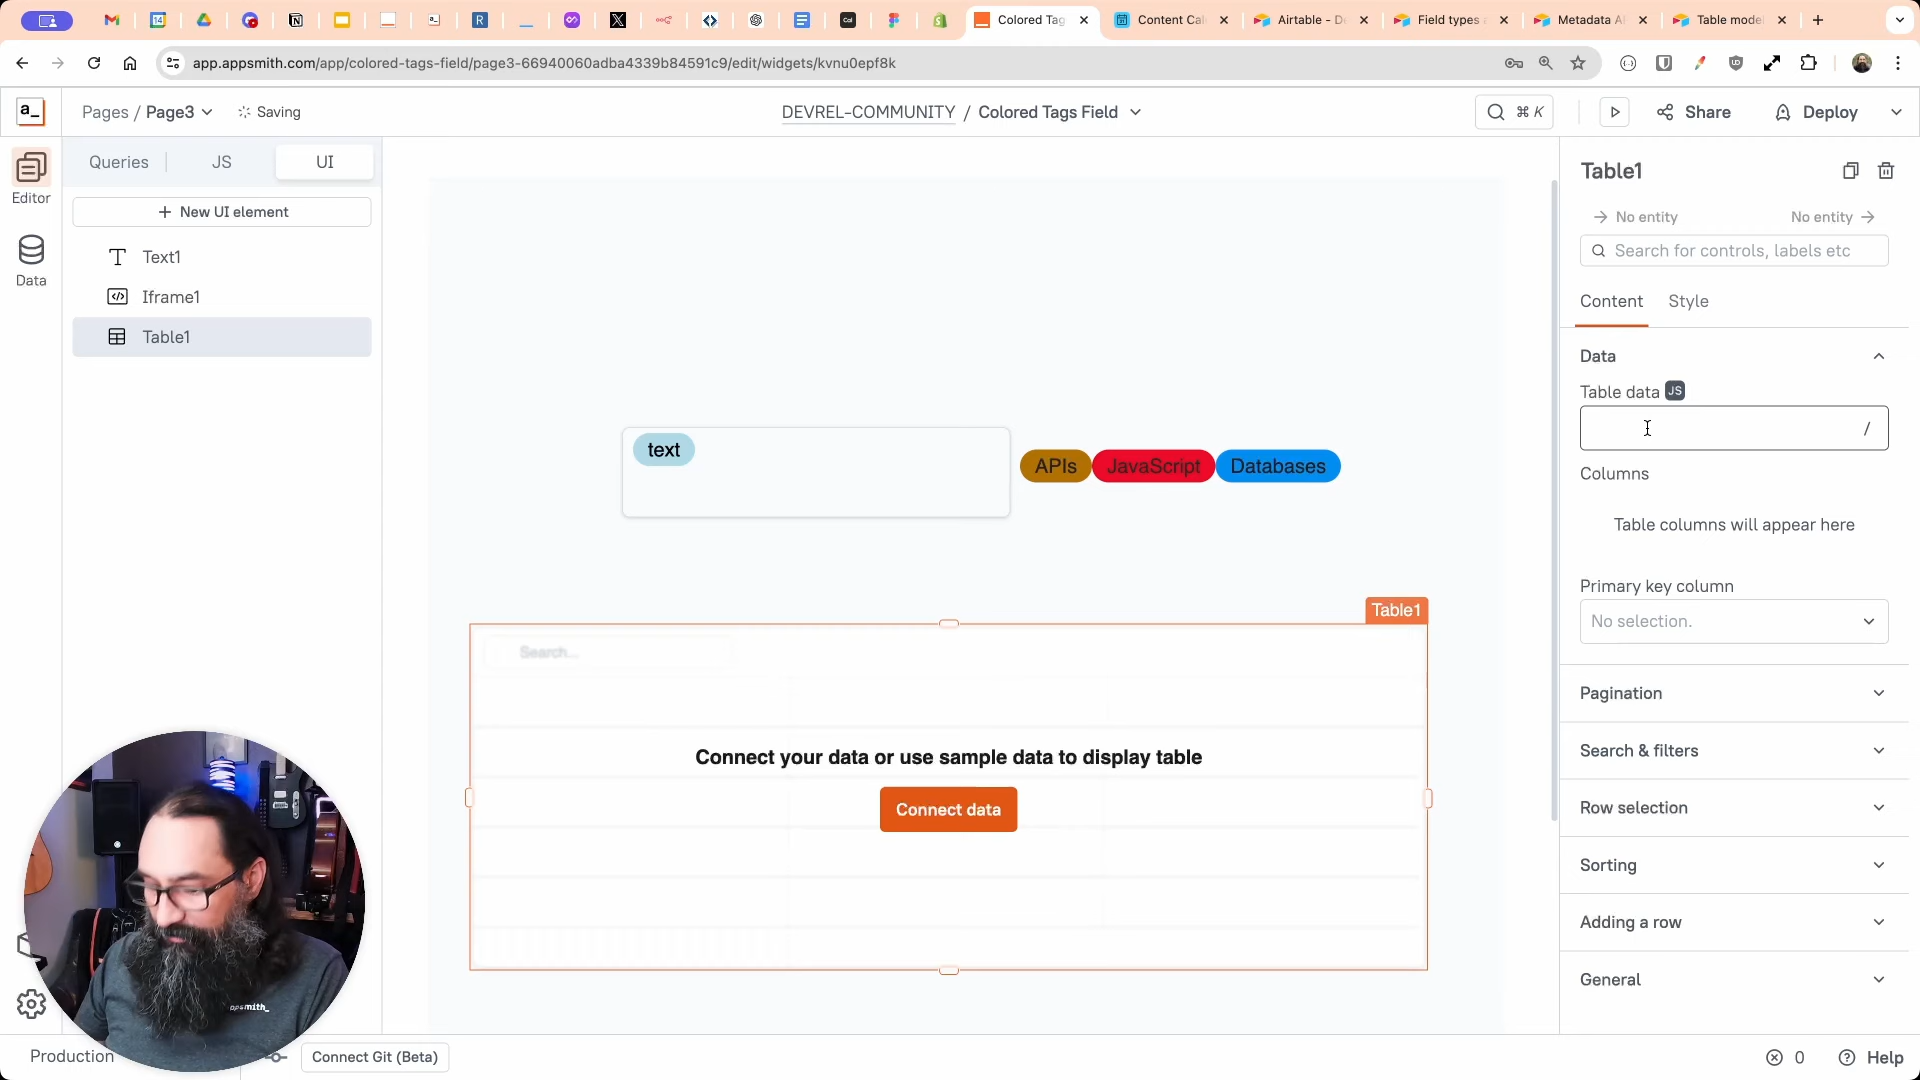 Colored Tag
Content Ca
Airtable - D
Field types
Metadata A
Table mode
app.appsmith.com/app/colored-tags-field/page3-66940060adba4339b84591c9/edit/widgets/kvnu0epf8k
a_
Pages / Page3
Saving
DEVREL-COMMUNITY / Colored Tags Field
⌘ K
Share
Deploy
Editor
Data
Queries
JS
UI
+ New UI element
Text1
Iframe1
Table1
text
APIs
JavaScript
Databases
Table1
Search...
Connect your data or use sample data to display table
Connect data
Table1
No entity
No entity
Search for controls, labels etc
Content
Style
Data
Table data JS
/
Columns
Table columns will appear here
Primary key column
No selection.
Pagination
Search & filters
Row selection
Sorting
Adding a row
General
appsmith_
Production
Connect Git (Beta)
0
Help